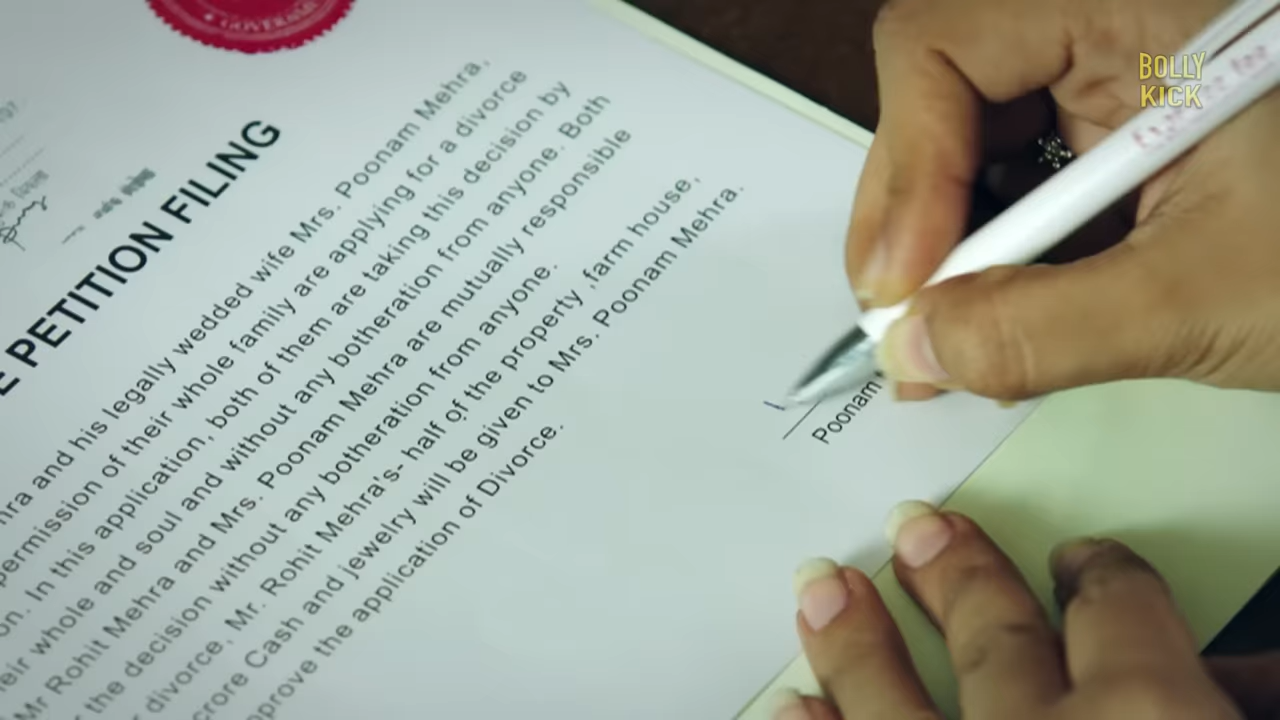 GOVERNM
E PETITION FILING
hra and his legally wedded wife Mrs. Poonam Mehra,
permission of their whole family are applying for a divorce
on. In this application, both of them are taking this decision by
heir whole and soul and without any botheration from anyone. Both
Mr Rohit Mehra and Mrs. Poonam Mehra are mutually responsible
the decision without any botheration from anyone.
divorce, Mr. Rohit Mehra's- half of the property ,farm house,
crore Cash and jewelry will be given to Mrs. Poonam Mehra.
pprove the application of Divorce.
Poonam
BOLLY
KICK